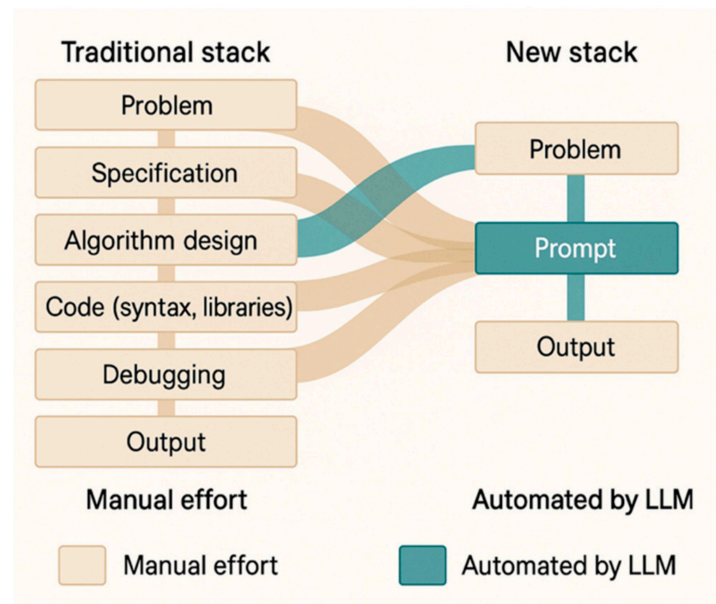 Traditional stack
Problem
Specification
Algorithm design
Code (syntax, libraries)
Debugging
Output
Manual effort
Manual effort
New stack
Problem
Prompt
Output
Automated by LLM
Automated by LLM